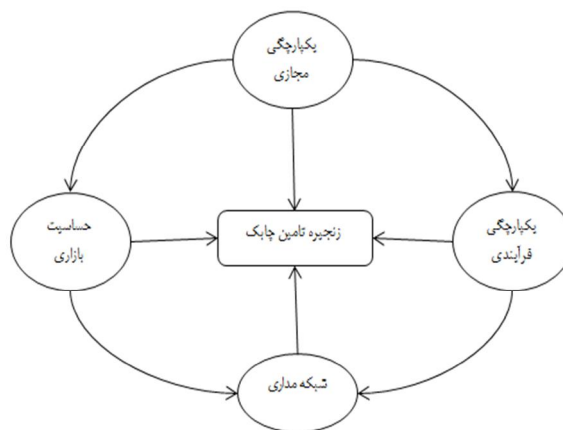 یکپارچگی
مجازی
حساسیت
بازاری
زنجیره تامین چابک
یکپارچگی
فرآیندی
شبکه مداری